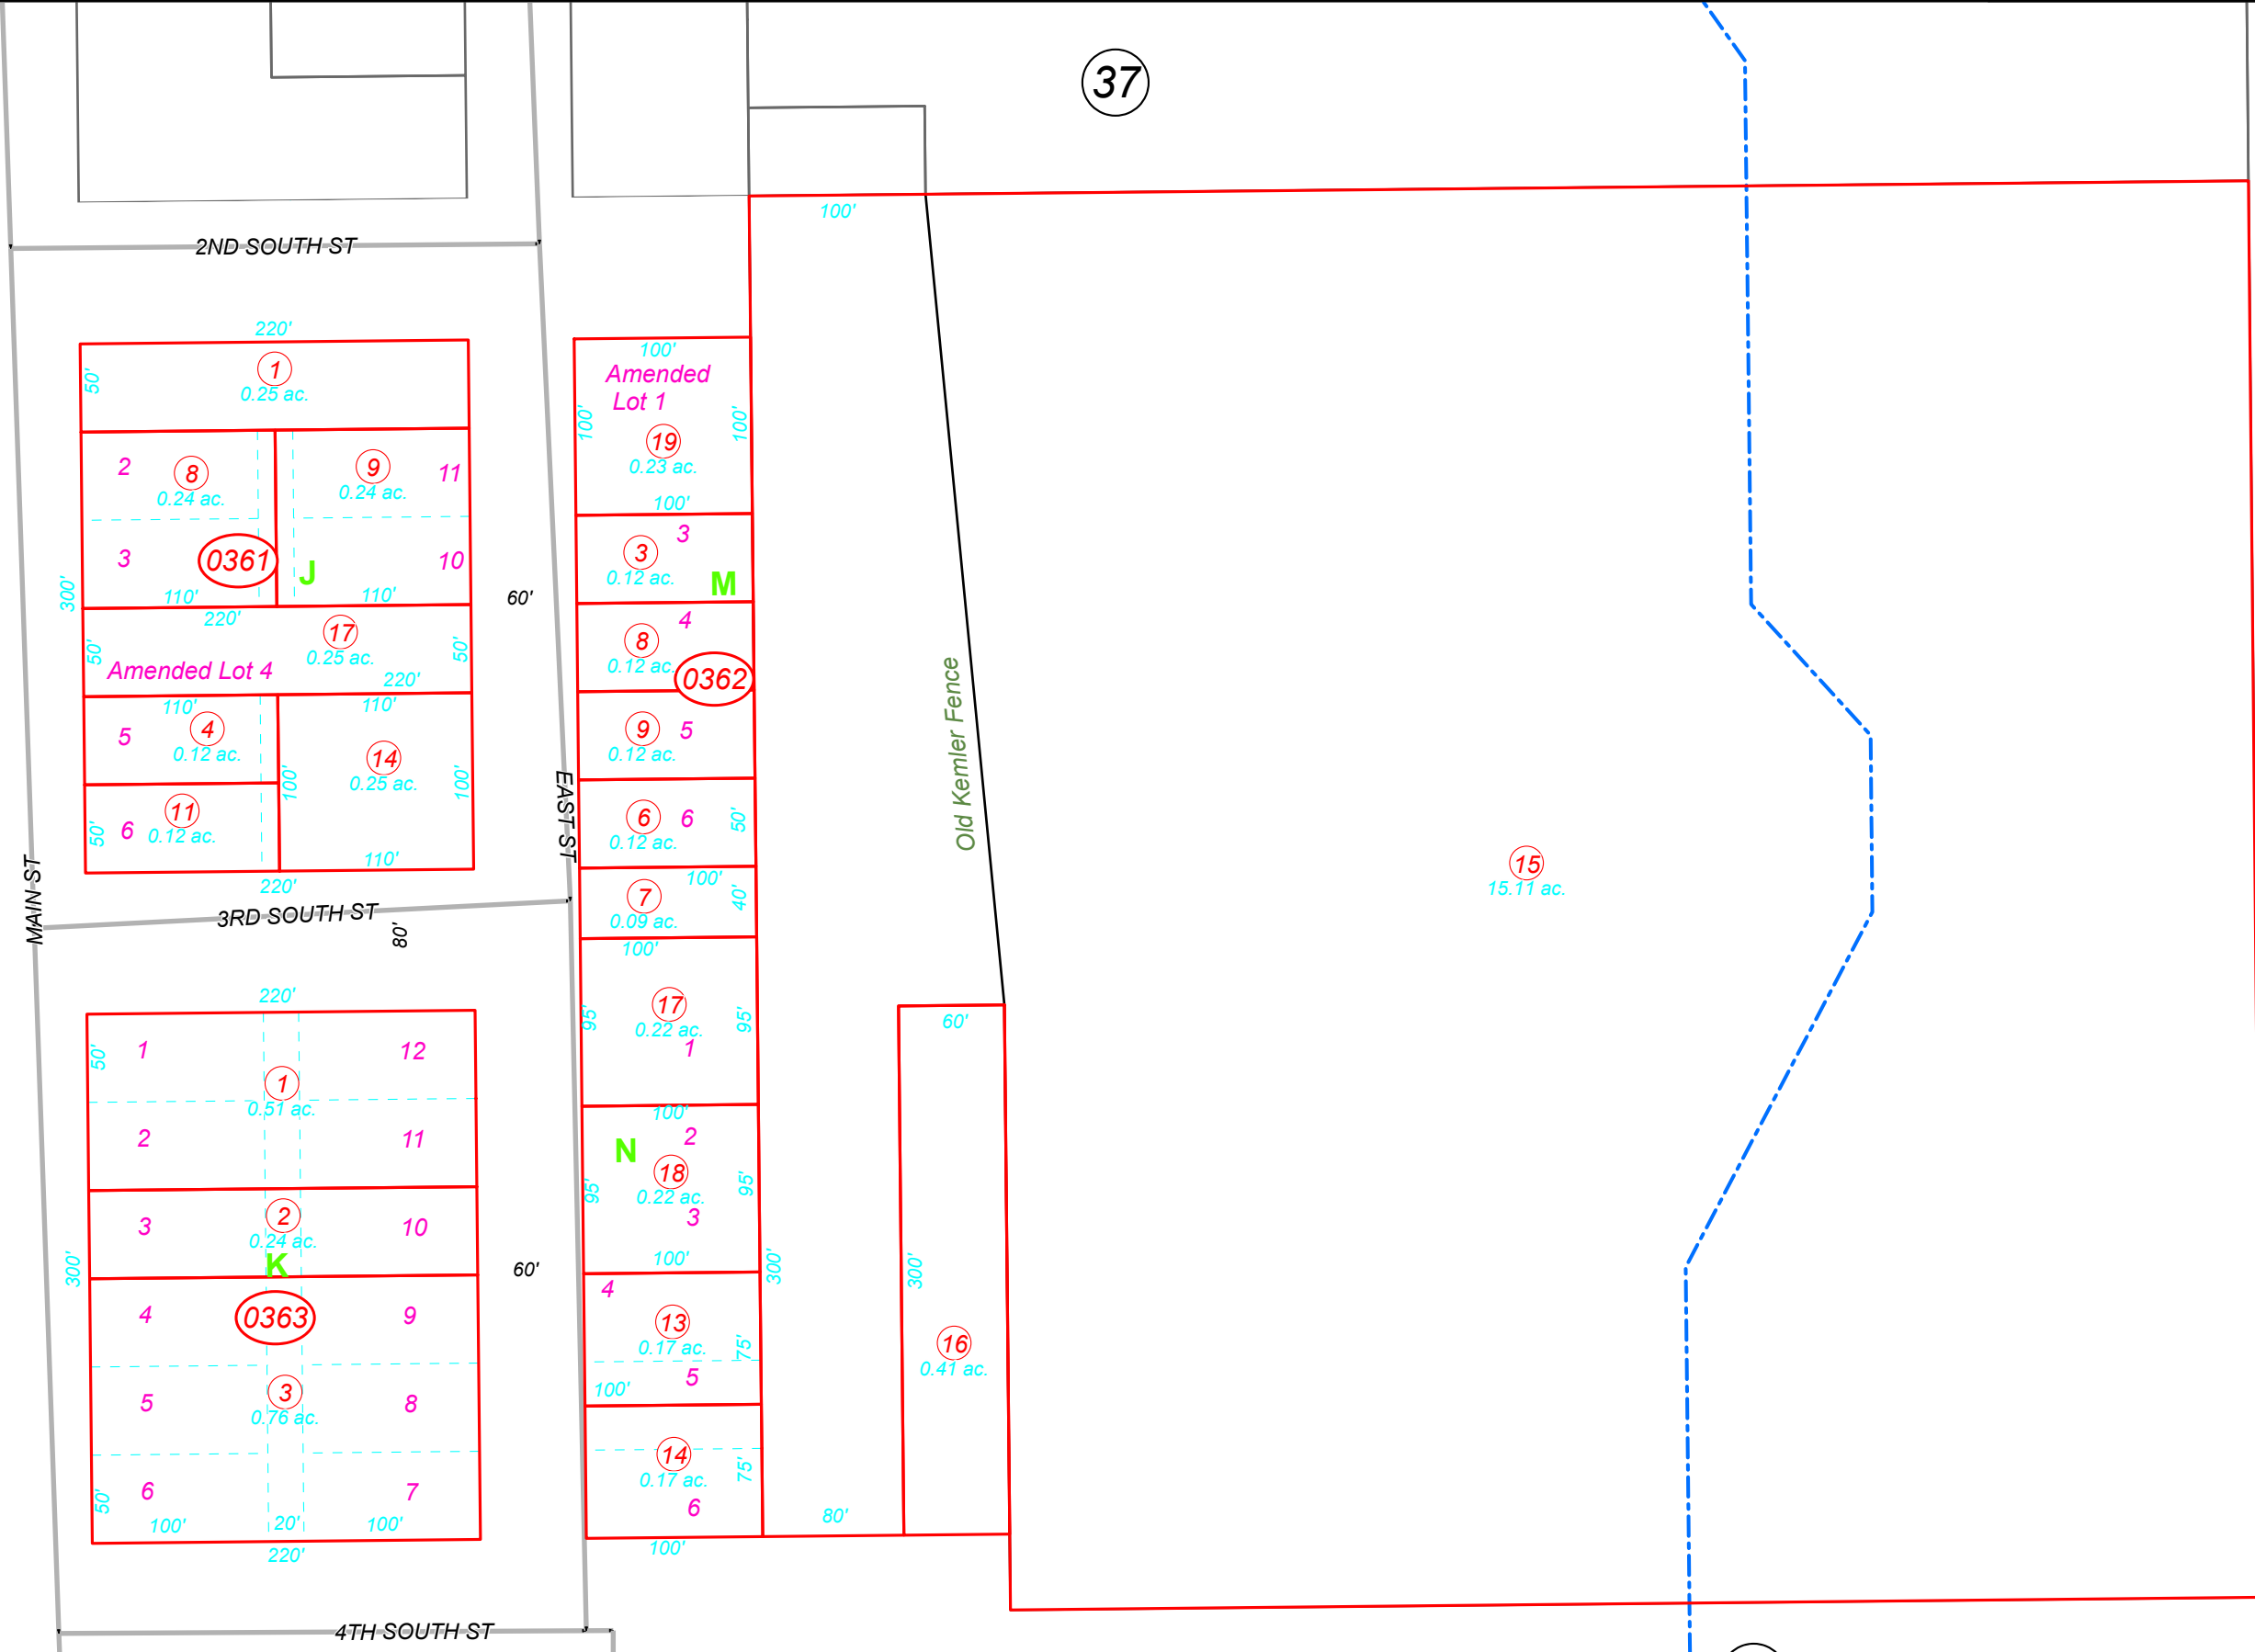 37
2ND SOUTH ST
100'
220'
50'
1
0.25 ac.
2
8
0.24 ac.
9
0.24 ac.
11
3
0361
J
10
300'
110'
110'
220'
17
0.25 ac.
50'
50'
Amended Lot 4
220'
110'
110'
5
4
0.12 ac.
14
0.25 ac.
100'
100'
11
6
0.12 ac.
50'
110'
220'
60'
EAST ST
MAIN ST
3RD SOUTH ST
80'
100'
Amended
Lot 1
100'
100'
19
0.23 ac.
100'
3
3
0.12 ac.
M
4
8
0.12 ac.
0362
9
5
0.12 ac.
6
6
0.12 ac.
50'
100'
7
0.09 ac.
40'
100'
17
0.22 ac.
95'
95'
1
100'
2
N
18
0.22 ac.
95'
95'
3
100'
4
13
0.17 ac.
75'
5
100'
14
0.17 ac.
75'
6
100'
300'
80'
Old Kemler Fence
60'
300'
16
0.41 ac.
15
15.11 ac.
220'
50'
1
12
1
0.51 ac.
2
11
3
2
0.24 ac.
10
K
300'
4
0363
9
60'
5
3
0.76 ac.
8
6
7
50'
100'
20'
100'
220'
4TH SOUTH ST